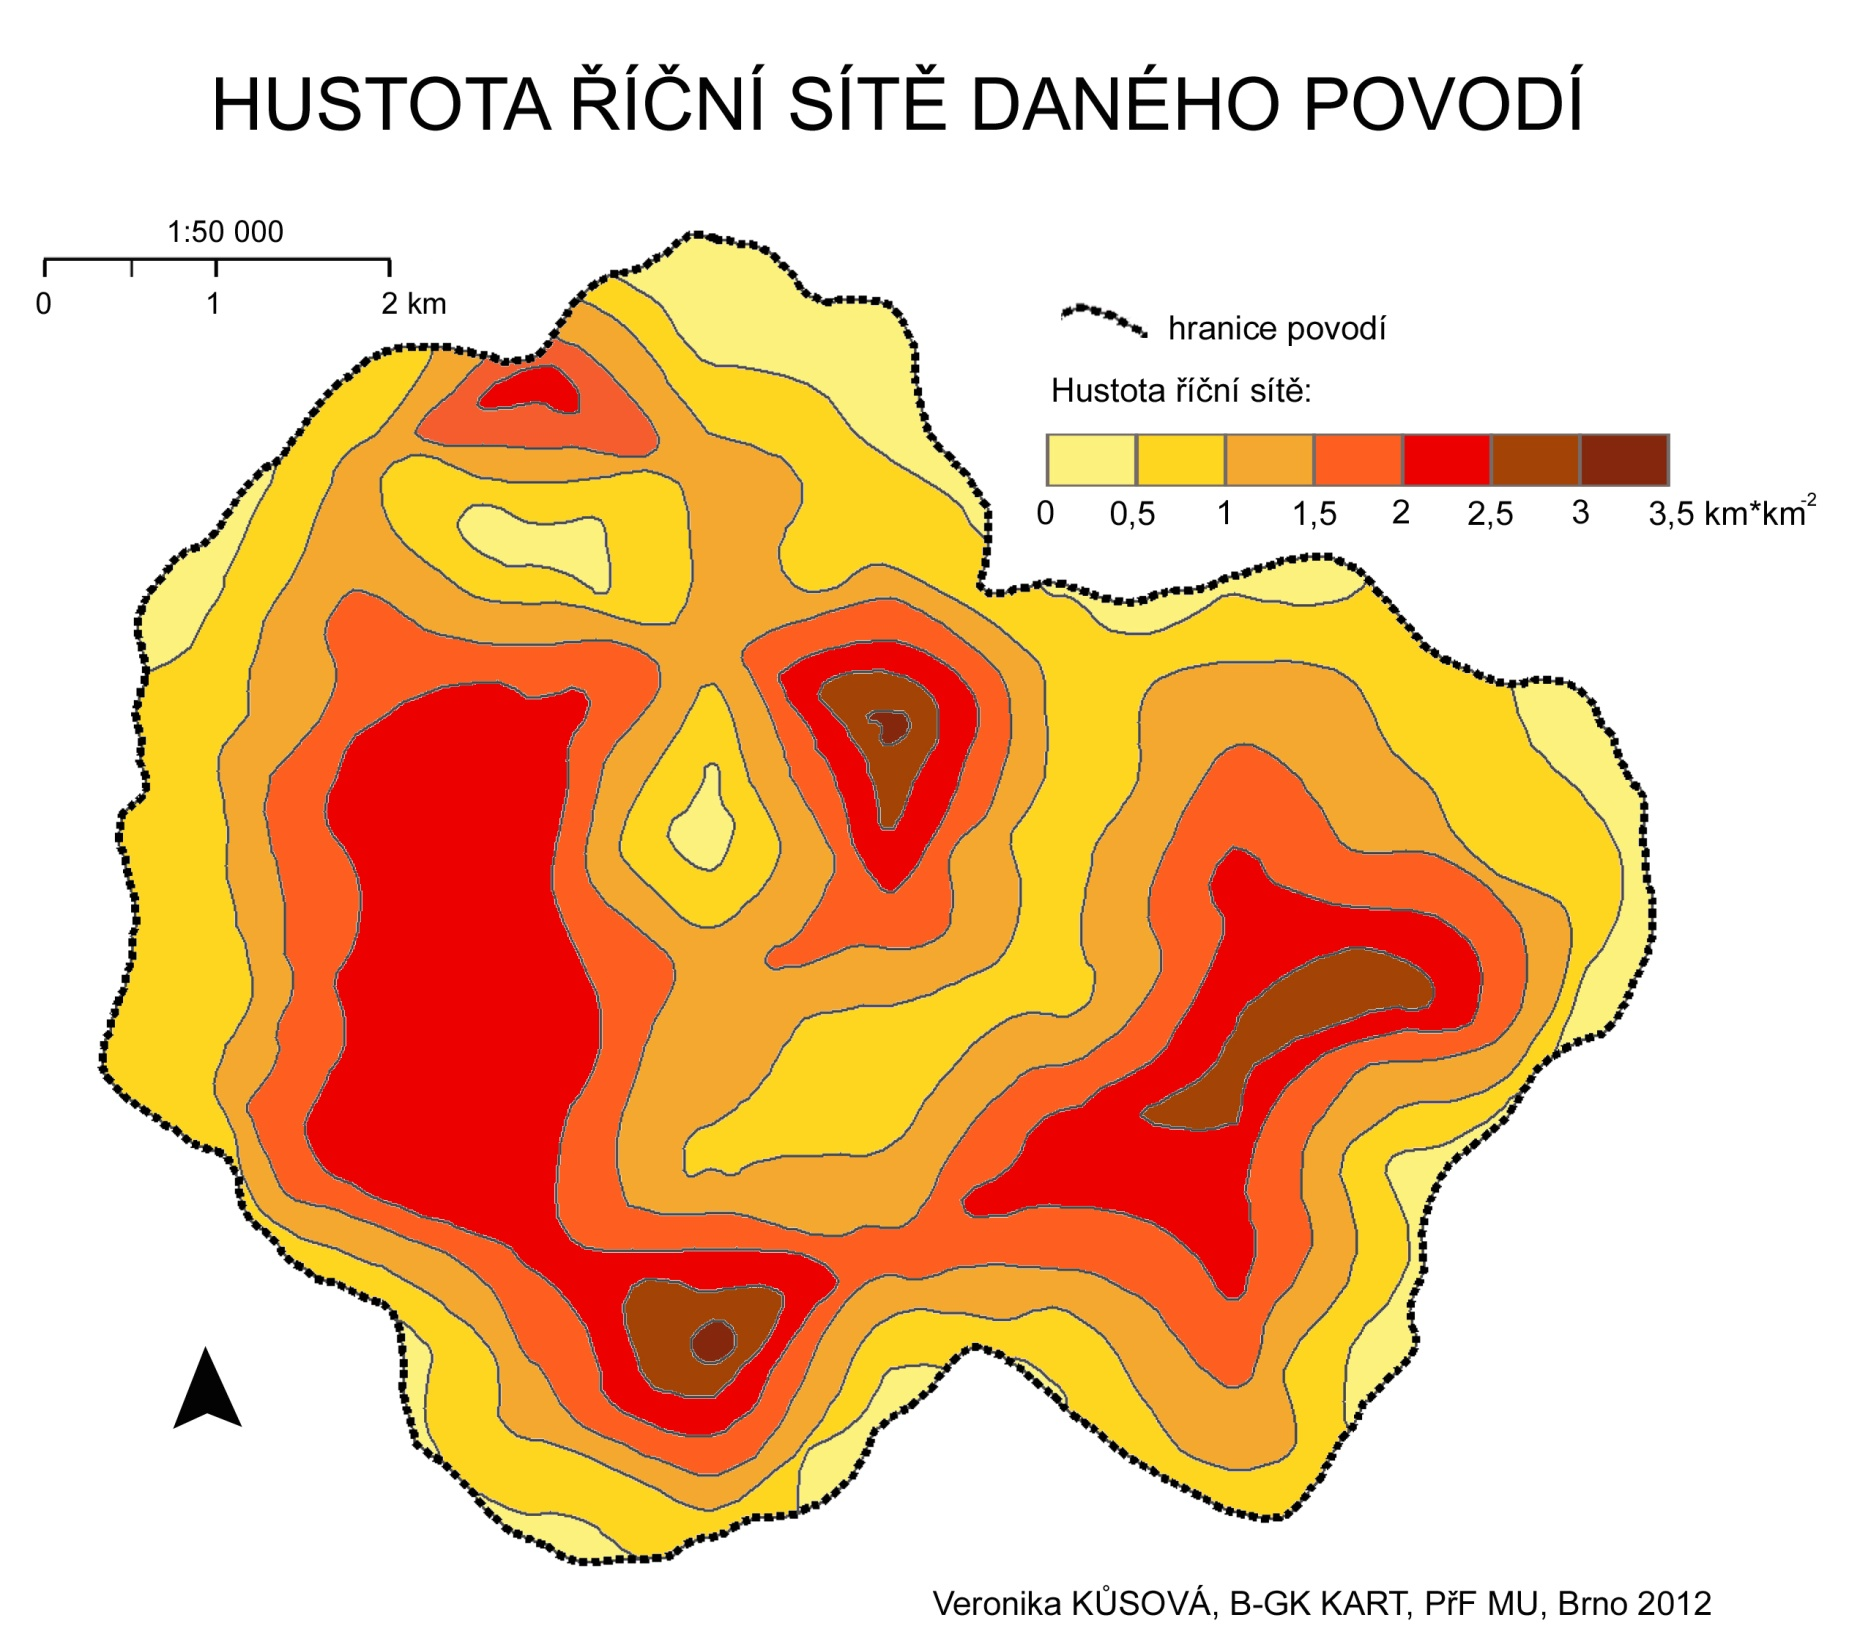 HUSTOTA ŘÍČNÍ SÍTĚ DANÉHO POVODÍ
1:50 000
0 1 2 km
hranice povodí
Hustota říční sítě:
0 0,5 1 1,5 2 2,5 3 3,5 km*km⁻²
Veronika KŮSOVÁ, B-GK KART, PřF MU, Brno 2012